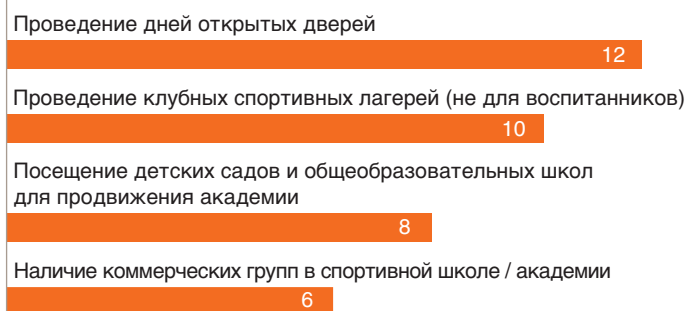 Проведение дней открытых дверей
12
Проведение клубных спортивных лагерей (не для воспитанников)
10
Посещение детских садов и общеобразовательных школ
для продвижения академии
8
Наличие коммерческих групп в спортивной школе / академии
6